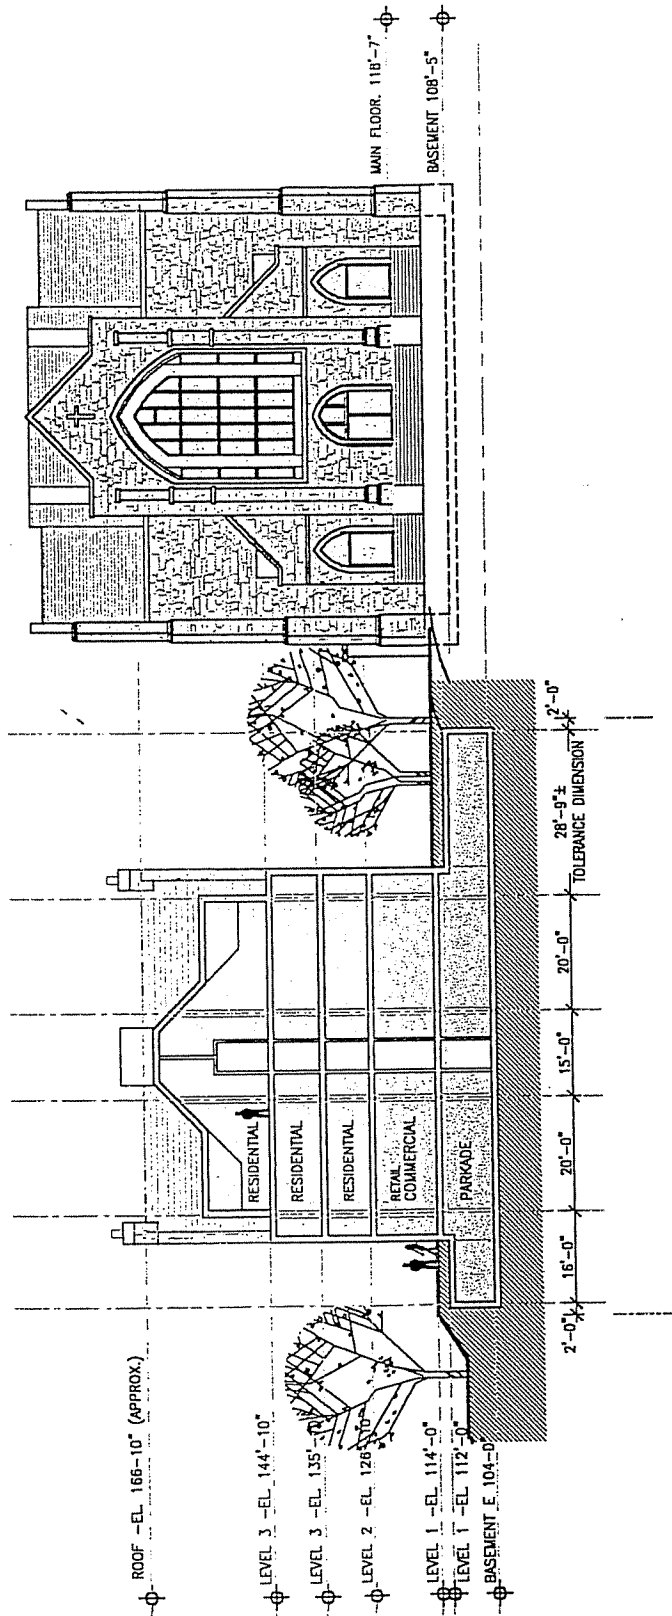 MAIN FLOOR. 118'-7"
BASEMENT 108'-5"
ROOF -EL 166-10" (APPROX.)
LEVEL 3 -EL 144'-10"
LEVEL 3 -EL. 135'-
LEVEL 2 -EL. 126'-10"
LEVEL 1 -EL 114'-0"
LEVEL 1 -EL 112'-0"
BASEMENT E 104-0"
RESIDENTIAL
RESIDENTIAL
RESIDENTIAL
RETAIL
COMMERCIAL
PARKADE
2'-0"
16'-0"
20'-0"
15'-0"
20'-0"
28'-9"±
TOLERANCE DIMENSION
2'-0"